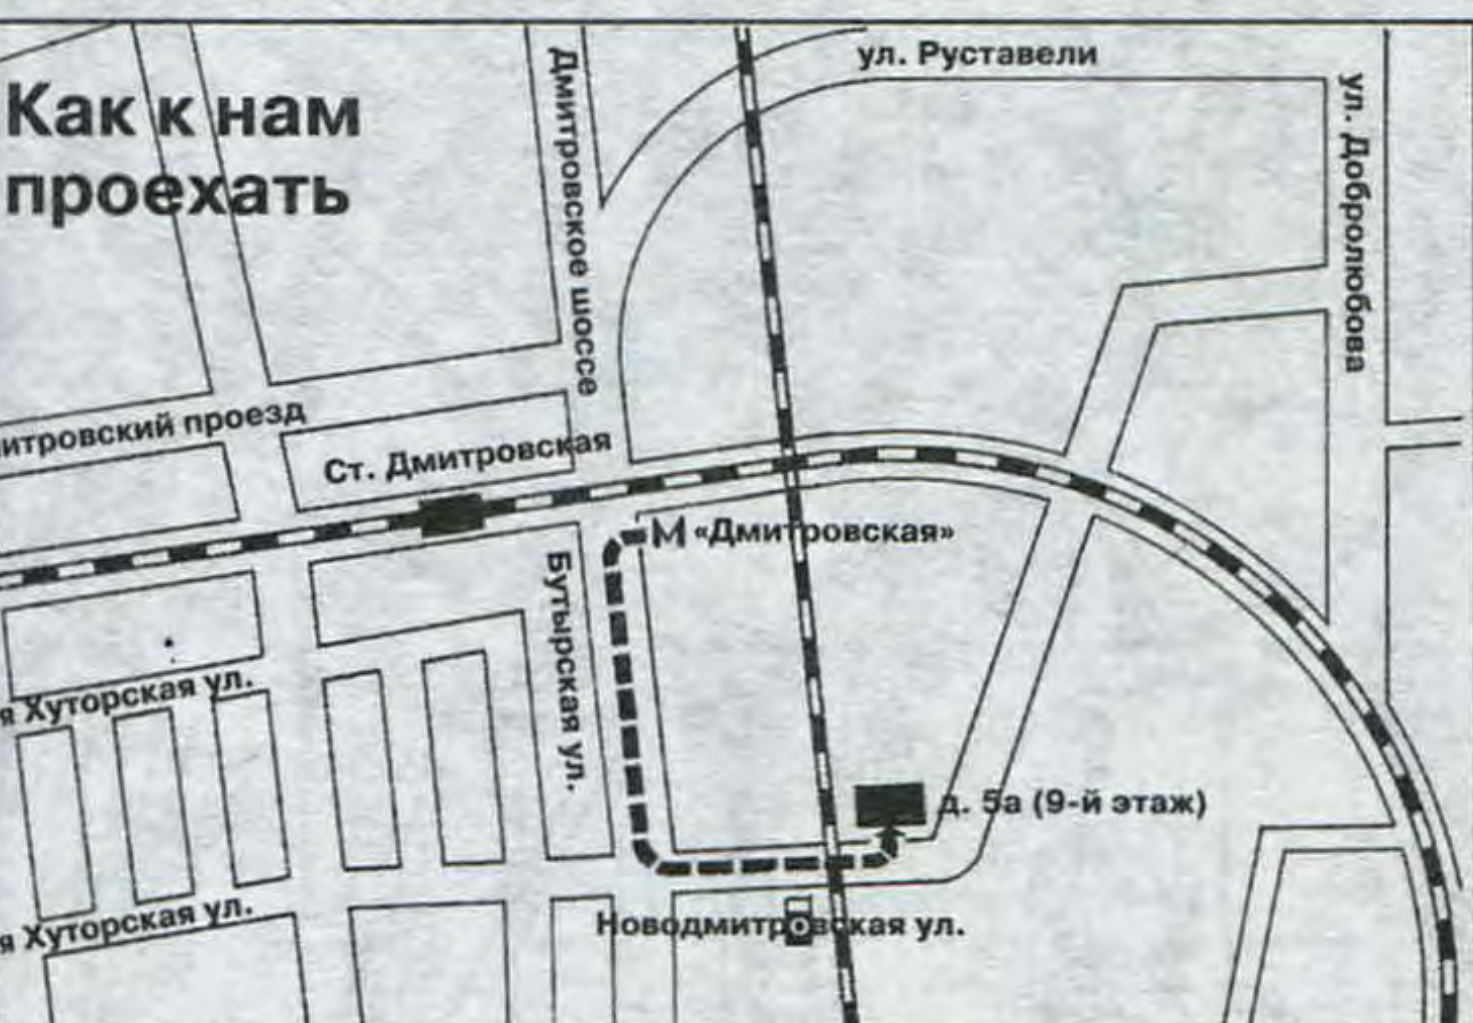 Как к нам
проехать
ул. Руставели
Дмитровское шоссе
ул. Добролюбова
итровский проезд
Ст. Дмитровская
М «Дмитровская»
Бутырская ул.
я Хуторская ул.
д. 5а (9-й этаж)
я Хуторская ул.
Новодмитровская ул.